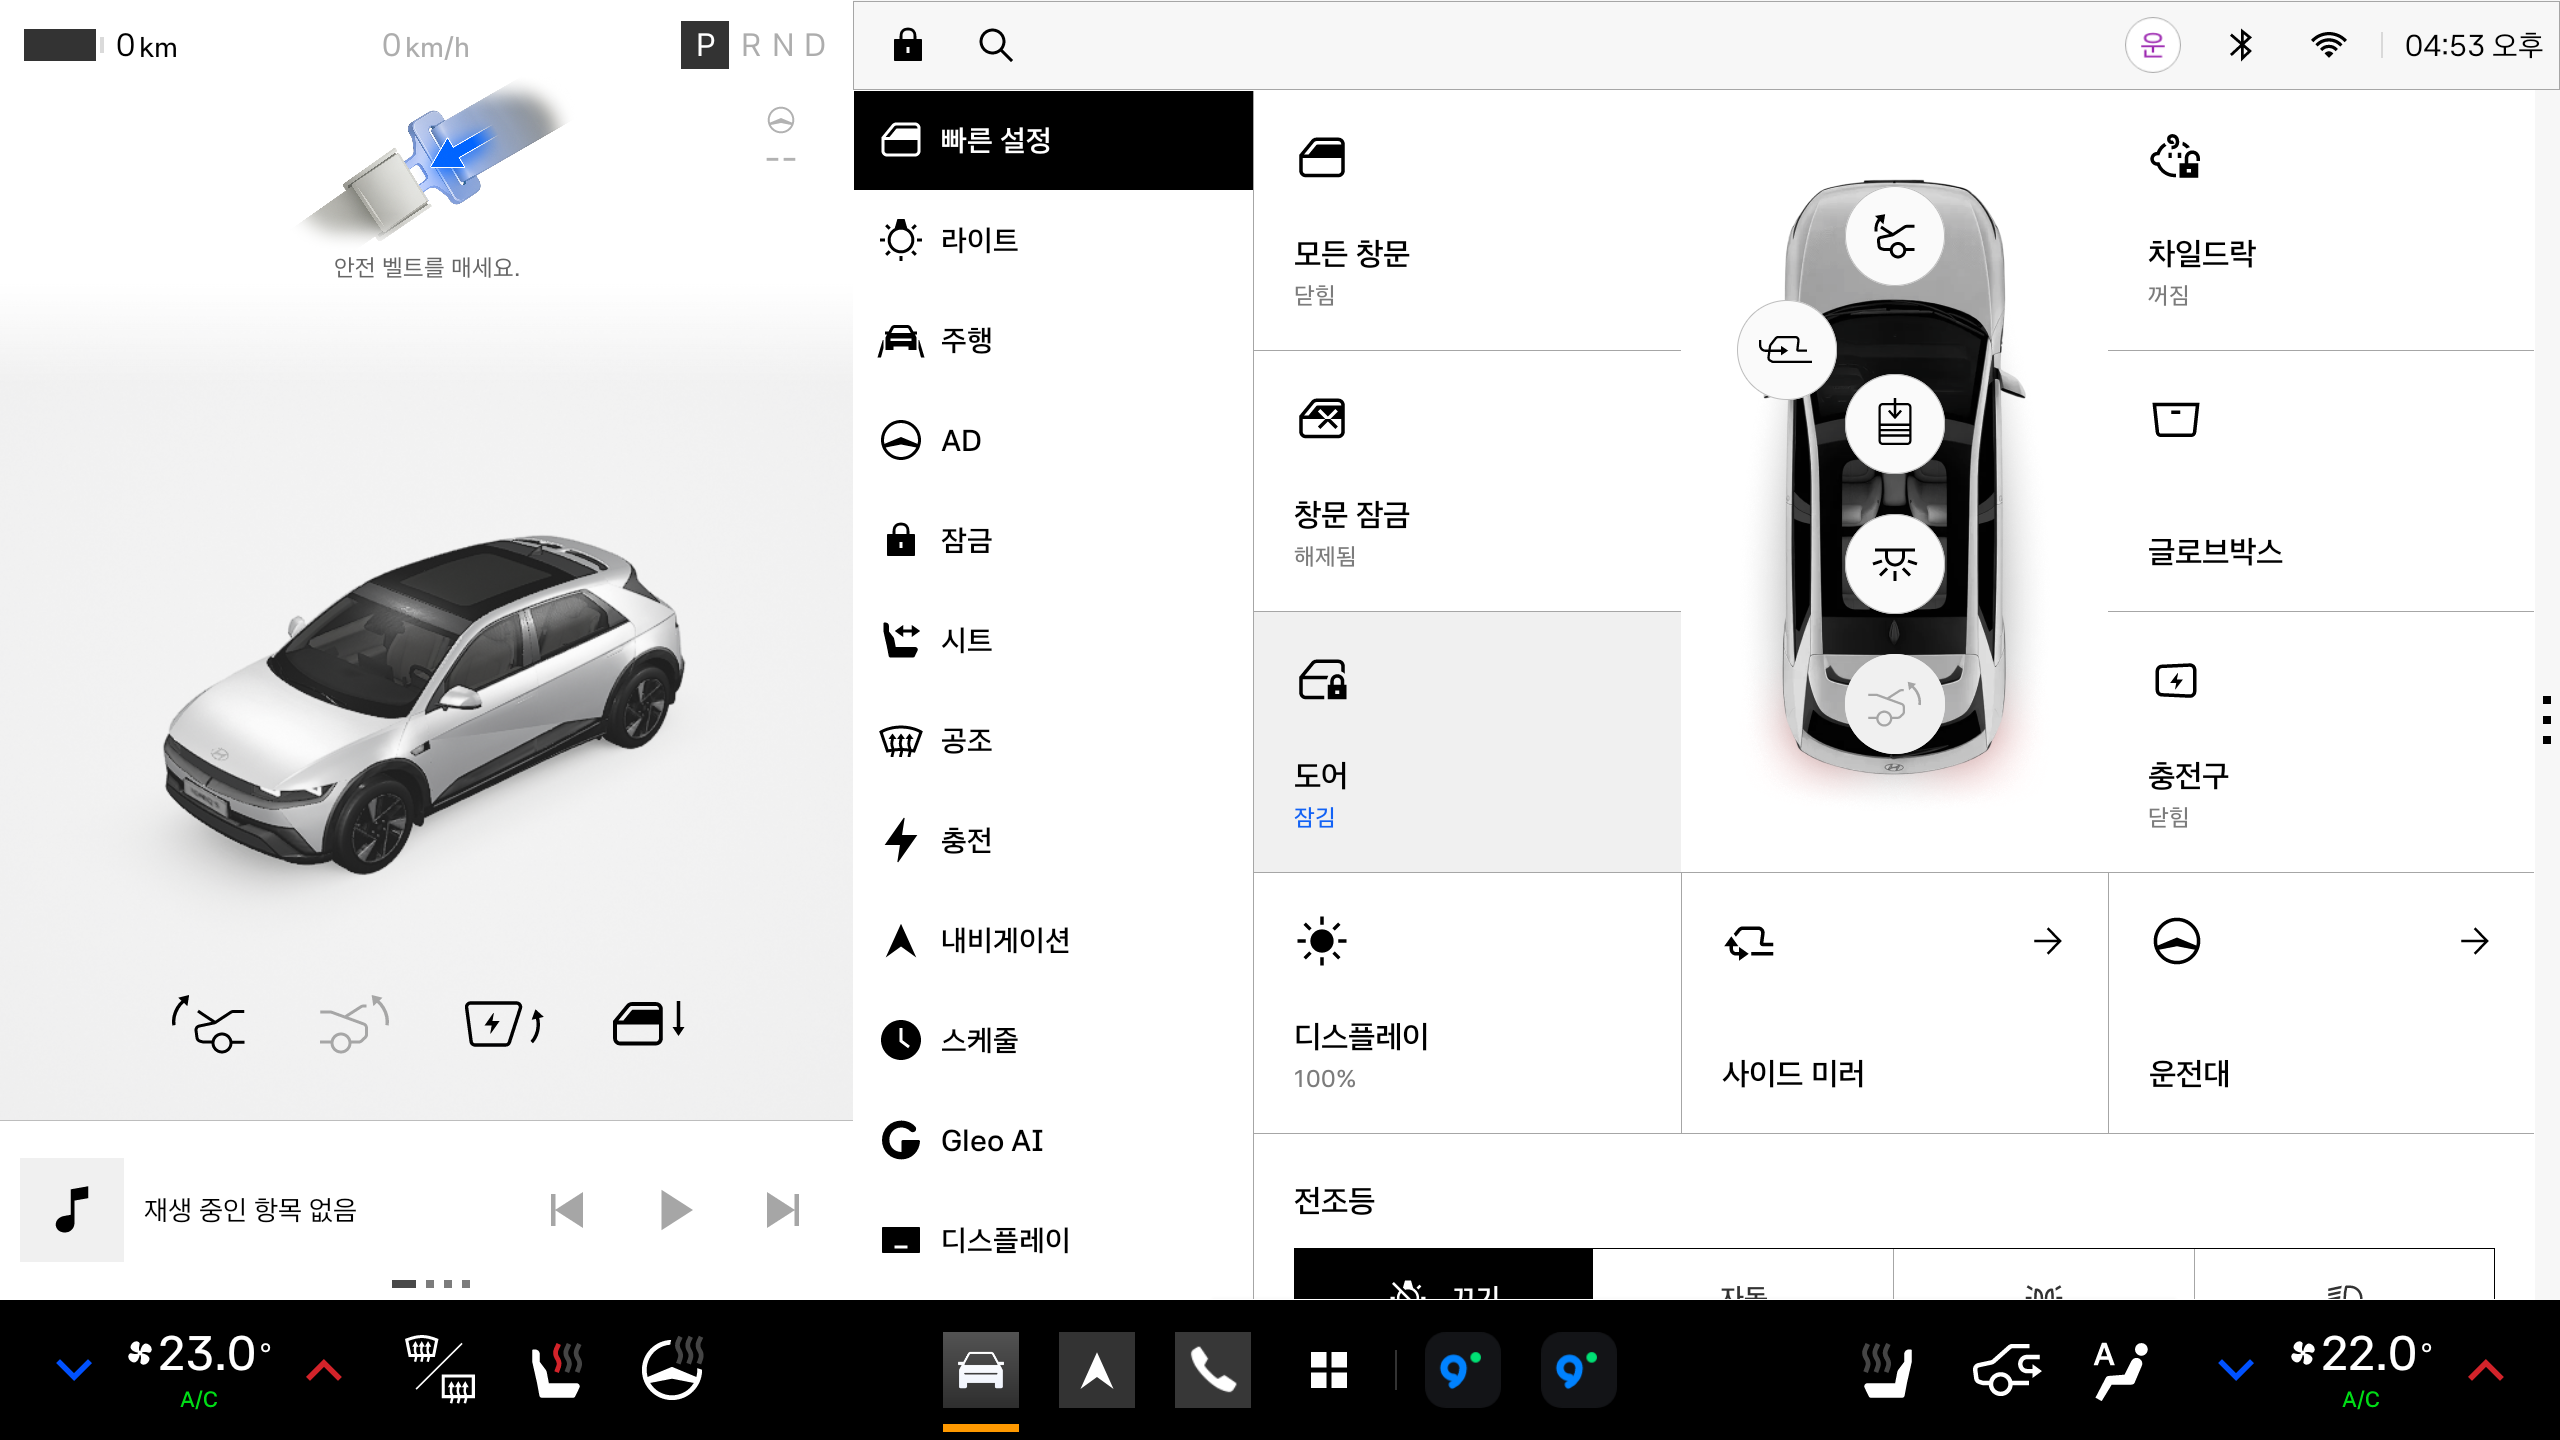 0 km
0 km/h
P R N D
안전 벨트를 매세요.
재생 중인 항목 없음
운
04:53 오후
빠른 설정
라이트
주행
AD
잠금
시트
공조
충전
내비게이션
스케줄
Gleo AI
디스플레이
모든 창문
닫힘
차일드락
꺼짐
창문 잠금
해제됨
글로브박스
도어
잠김
충전구
닫힘
디스플레이
100%
사이드 미러
운전대
전조등
끄기
자동
23.0°
A/C
A
22.0°
A/C